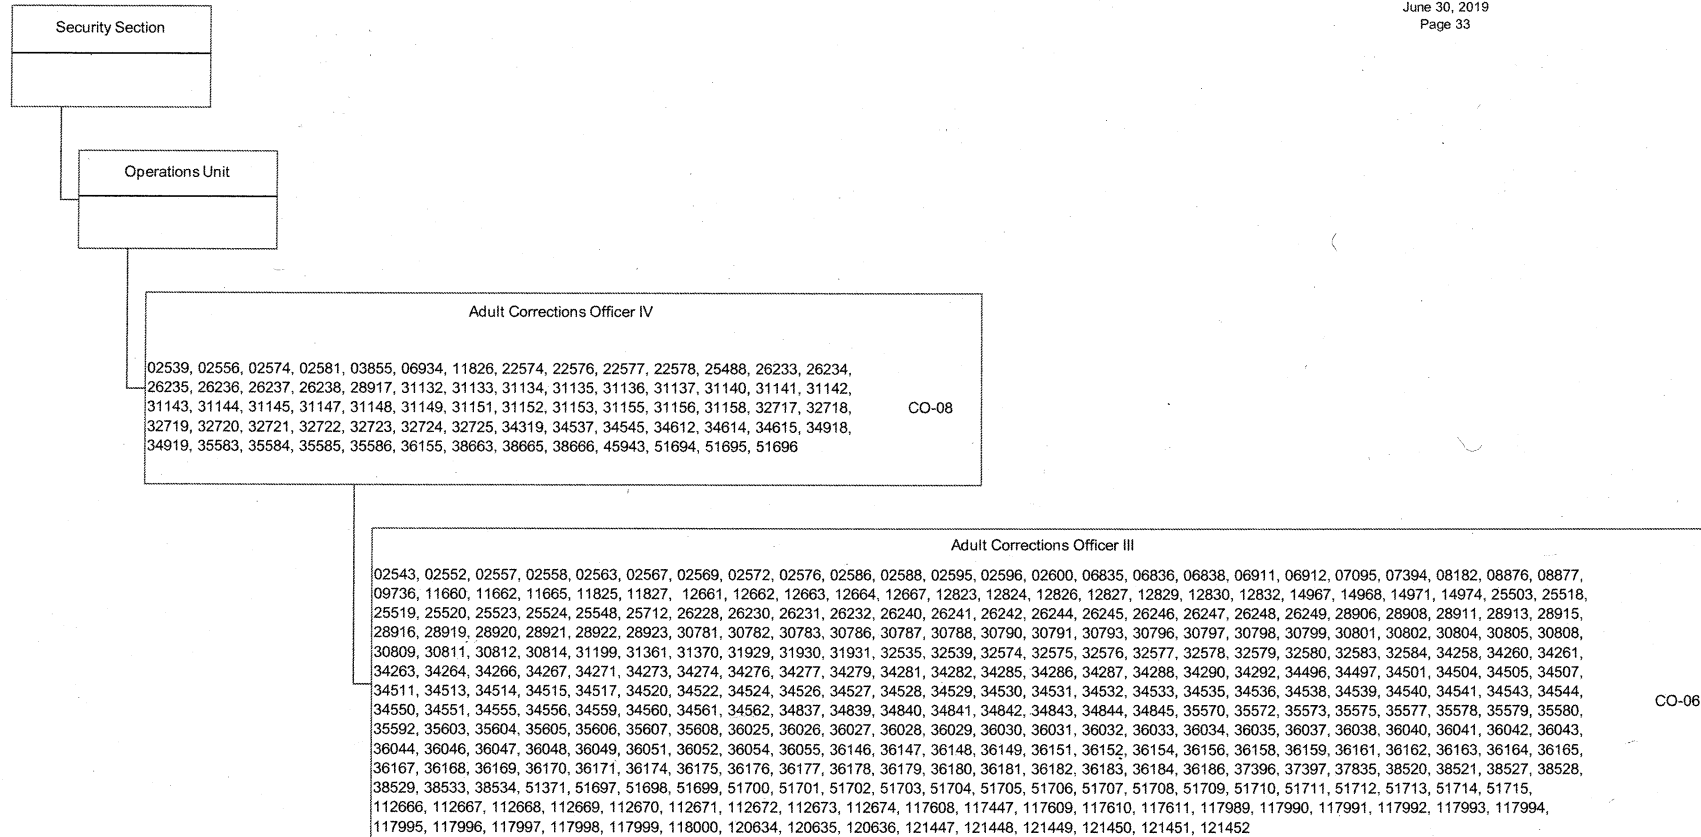 June 30, 2019
Page 33
Security Section
Operations Unit
Adult Corrections Officer IV
02539, 02556, 02574, 02581, 03855, 06934, 11826, 22574, 22576, 22577, 22578, 25488, 26233, 26234,
26235, 26236, 26237, 26238, 28917, 31132, 31133, 31134, 31135, 31136, 31137, 31140, 31141, 31142,
31143, 31144, 31145, 31147, 31148, 31149, 31151, 31152, 31153, 31155, 31156, 31158, 32717, 32718,
32719, 32720, 32721, 32722, 32723, 32724, 32725, 34319, 34537, 34545, 34612, 34614, 34615, 34918,
34919, 35583, 35584, 35585, 35586, 36155, 38663, 38665, 38666, 45943, 51694, 51695, 51696
CO-08
Adult Corrections Officer III
02543, 02552, 02557, 02558, 02563, 02567, 02569, 02572, 02576, 02586, 02588, 02595, 02596, 02600, 06835, 06836, 06838, 06911, 06912, 07095, 07394, 08182, 08876, 08877,
09736, 11660, 11662, 11665, 11825, 11827, 12661, 12662, 12663, 12664, 12667, 12823, 12824, 12826, 12827, 12829, 12830, 12832, 14967, 14968, 14971, 14974, 25503, 25518,
25519, 25520, 25523, 25524, 25548, 25712, 26228, 26230, 26231, 26232, 26240, 26241, 26242, 26244, 26245, 26246, 26247, 26248, 26249, 28906, 28908, 28911, 28913, 28915,
28916, 28919, 28920, 28921, 28922, 28923, 30781, 30782, 30783, 30786, 30787, 30788, 30790, 30791, 30793, 30796, 30797, 30798, 30799, 30801, 30802, 30804, 30805, 30808,
30809, 30811, 30812, 30814, 31199, 31361, 31370, 31929, 31930, 31931, 32535, 32539, 32574, 32575, 32576, 32577, 32578, 32579, 32580, 32583, 32584, 34258, 34260, 34261,
34263, 34264, 34266, 34267, 34271, 34273, 34274, 34276, 34277, 34279, 34281, 34282, 34285, 34286, 34287, 34288, 34290, 34292, 34496, 34497, 34501, 34504, 34505, 34507,
34511, 34513, 34514, 34515, 34517, 34520, 34522, 34524, 34526, 34527, 34528, 34529, 34530, 34531, 34532, 34533, 34535, 34536, 34538, 34539, 34540, 34541, 34543, 34544,
34550, 34551, 34555, 34556, 34559, 34560, 34561, 34562, 34837, 34839, 34840, 34841, 34842, 34843, 34844, 34845, 35570, 35572, 35573, 35575, 35577, 35578, 35579, 35580,
35592, 35603, 35604, 35605, 35606, 35607, 35608, 36025, 36026, 36027, 36028, 36029, 36030, 36031, 36032, 36033, 36034, 36035, 36037, 36038, 36040, 36041, 36042, 36043,
36044, 36046, 36047, 36048, 36049, 36051, 36052, 36054, 36055, 36146, 36147, 36148, 36149, 36151, 36152, 36154, 36156, 36158, 36159, 36161, 36162, 36163, 36164, 36165,
36167, 36168, 36169, 36170, 36171, 36174, 36175, 36176, 36177, 36178, 36179, 36180, 36181, 36182, 36183, 36184, 36186, 37396, 37397, 37835, 38520, 38521, 38527, 38528,
38529, 38533, 38534, 51371, 51697, 51698, 51699, 51700, 51701, 51702, 51703, 51704, 51705, 51706, 51707, 51708, 51709, 51710, 51711, 51712, 51713, 51714, 51715,
112666, 112667, 112668, 112669, 112670, 112671, 112672, 112673, 112674, 117608, 117447, 117609, 117610, 117611, 117989, 117990, 117991, 117992, 117993, 117994,
117995, 117996, 117997, 117998, 117999, 118000, 120634, 120635, 120636, 121447, 121448, 121449, 121450, 121451, 121452
CO-06